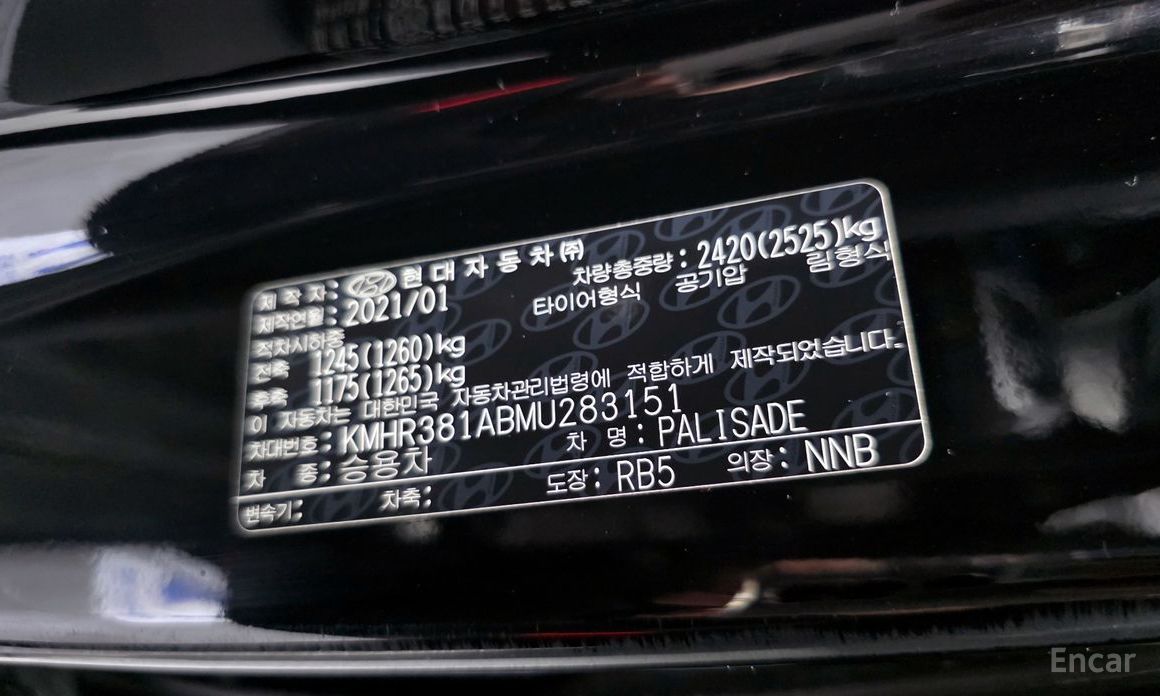 제작자: 현대자동차㈜ 차량총중량: 2420(2525)kg
제작연월: 2021/01 타이어형식 공기압 림형식
적차시하중
전축 1245(1260)kg
후축 1175(1265)kg
이 자동차는 대한민국 자동차관리법령에 적합하게 제작되었습니다.
차대번호: KMHR381ABMU283151
차종: 승용차 차명: PALISADE
변속기: 차축: 도장: RB5 의장: NNB
Encar